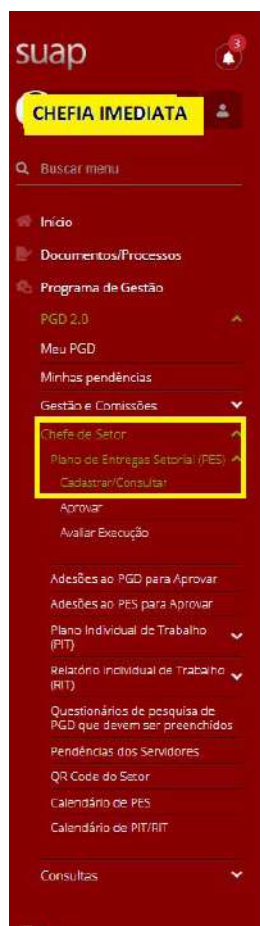 suap
3
CHEFIA IMEDIATA
Buscar menu
Início
Documentos/Processos
Programa de Gestão
PGD 2.0
Meu PGD
Minhas pendências
Gestão e Comissões
Chefe de Setor
Plano de Entregas Setorial (PES)
Cadastrar/Consultar
Aprovar
Avaliar Execução
Adesões ao PGD para Aprovar
Adesões ao PES para Aprovar
Plano Individual de Trabalho
(PIT)
Relatório Individual de Trabalho
(RIT)
Questionários de pesquisa de
PGD que devem ser preenchidos
Pendências dos Servidores
QR Code do Setor
Calendário de PES
Calendário de PIT/RIT
Consultas